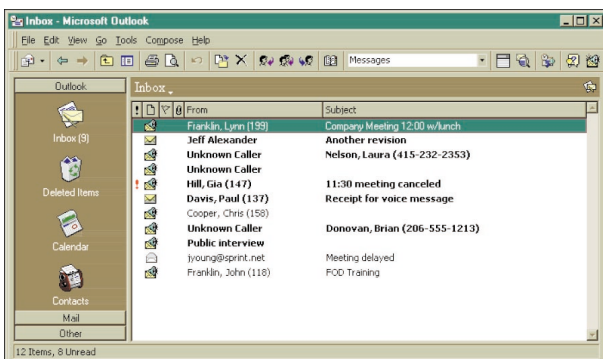 Inbox - Microsoft Outlook
File Edit View Go Tools Compose Help
Messages
Outlook
Inbox
! From Subject
Franklin, Lynn (199) Company Meeting 12:00 w/lunch
Jeff Alexander Another revision
Unknown Caller Nelson, Laura (415-232-2353)
Unknown Caller
! Hill, Gia (147) 11:30 meeting canceled
Davis, Paul (137) Receipt for voice message
Cooper, Chris (158)
Unknown Caller Donovan, Brian (206-555-1213)
Public interview
jyoung@sprint.net Meeting delayed
Franklin, John (118) FOD Training
Inbox (9)
Deleted Items
Calendar
Contacts
Mail
Other
12 Items, 8 Unread